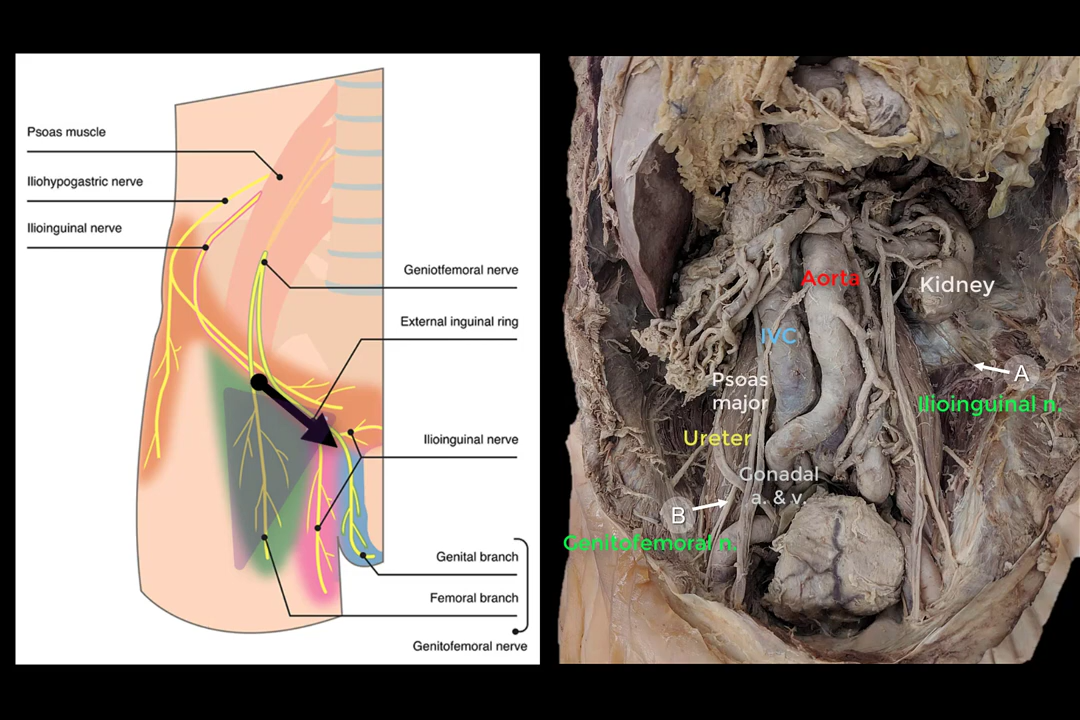 Psoas muscle
Iliohypogastric nerve
Ilioinguinal nerve
Geniotfemoral nerve
External inguinal ring
Ilioinguinal nerve
Genital branch
Femoral branch
Genitofemoral nerve
Aorta
Kidney
IVC
A
Psoas
major
Ilioinguinal n.
Ureter
Gonadal
a. & v.
B
Genitofemoral n.